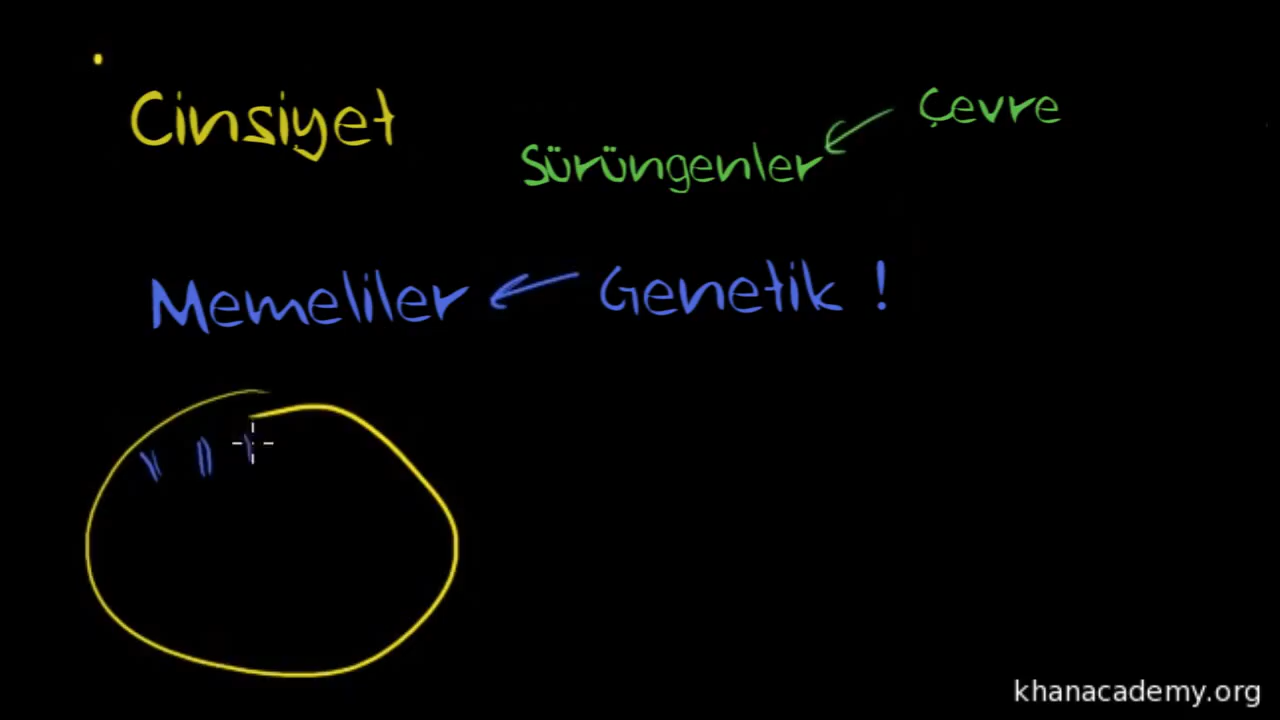 Cinsiyet
Sürüngenler
Çevre
Memeliler
Genetik !
khanacademy.org